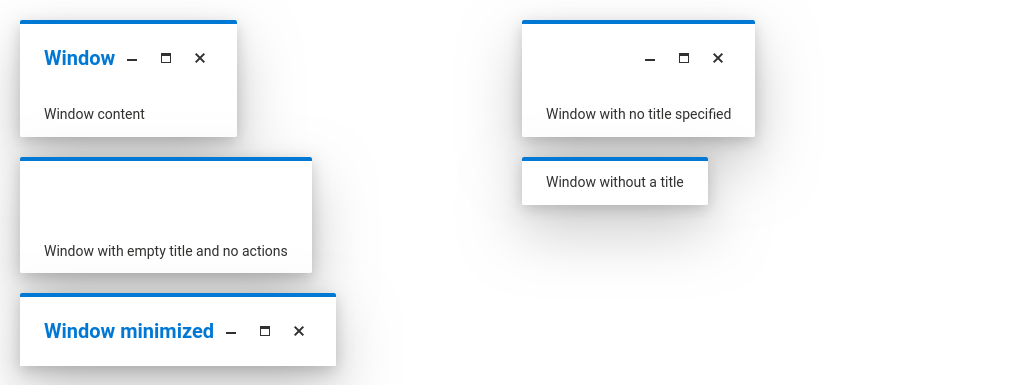 Window
Window content
Window with no title specified
Window without a title
Window with empty title and no actions
Window minimized